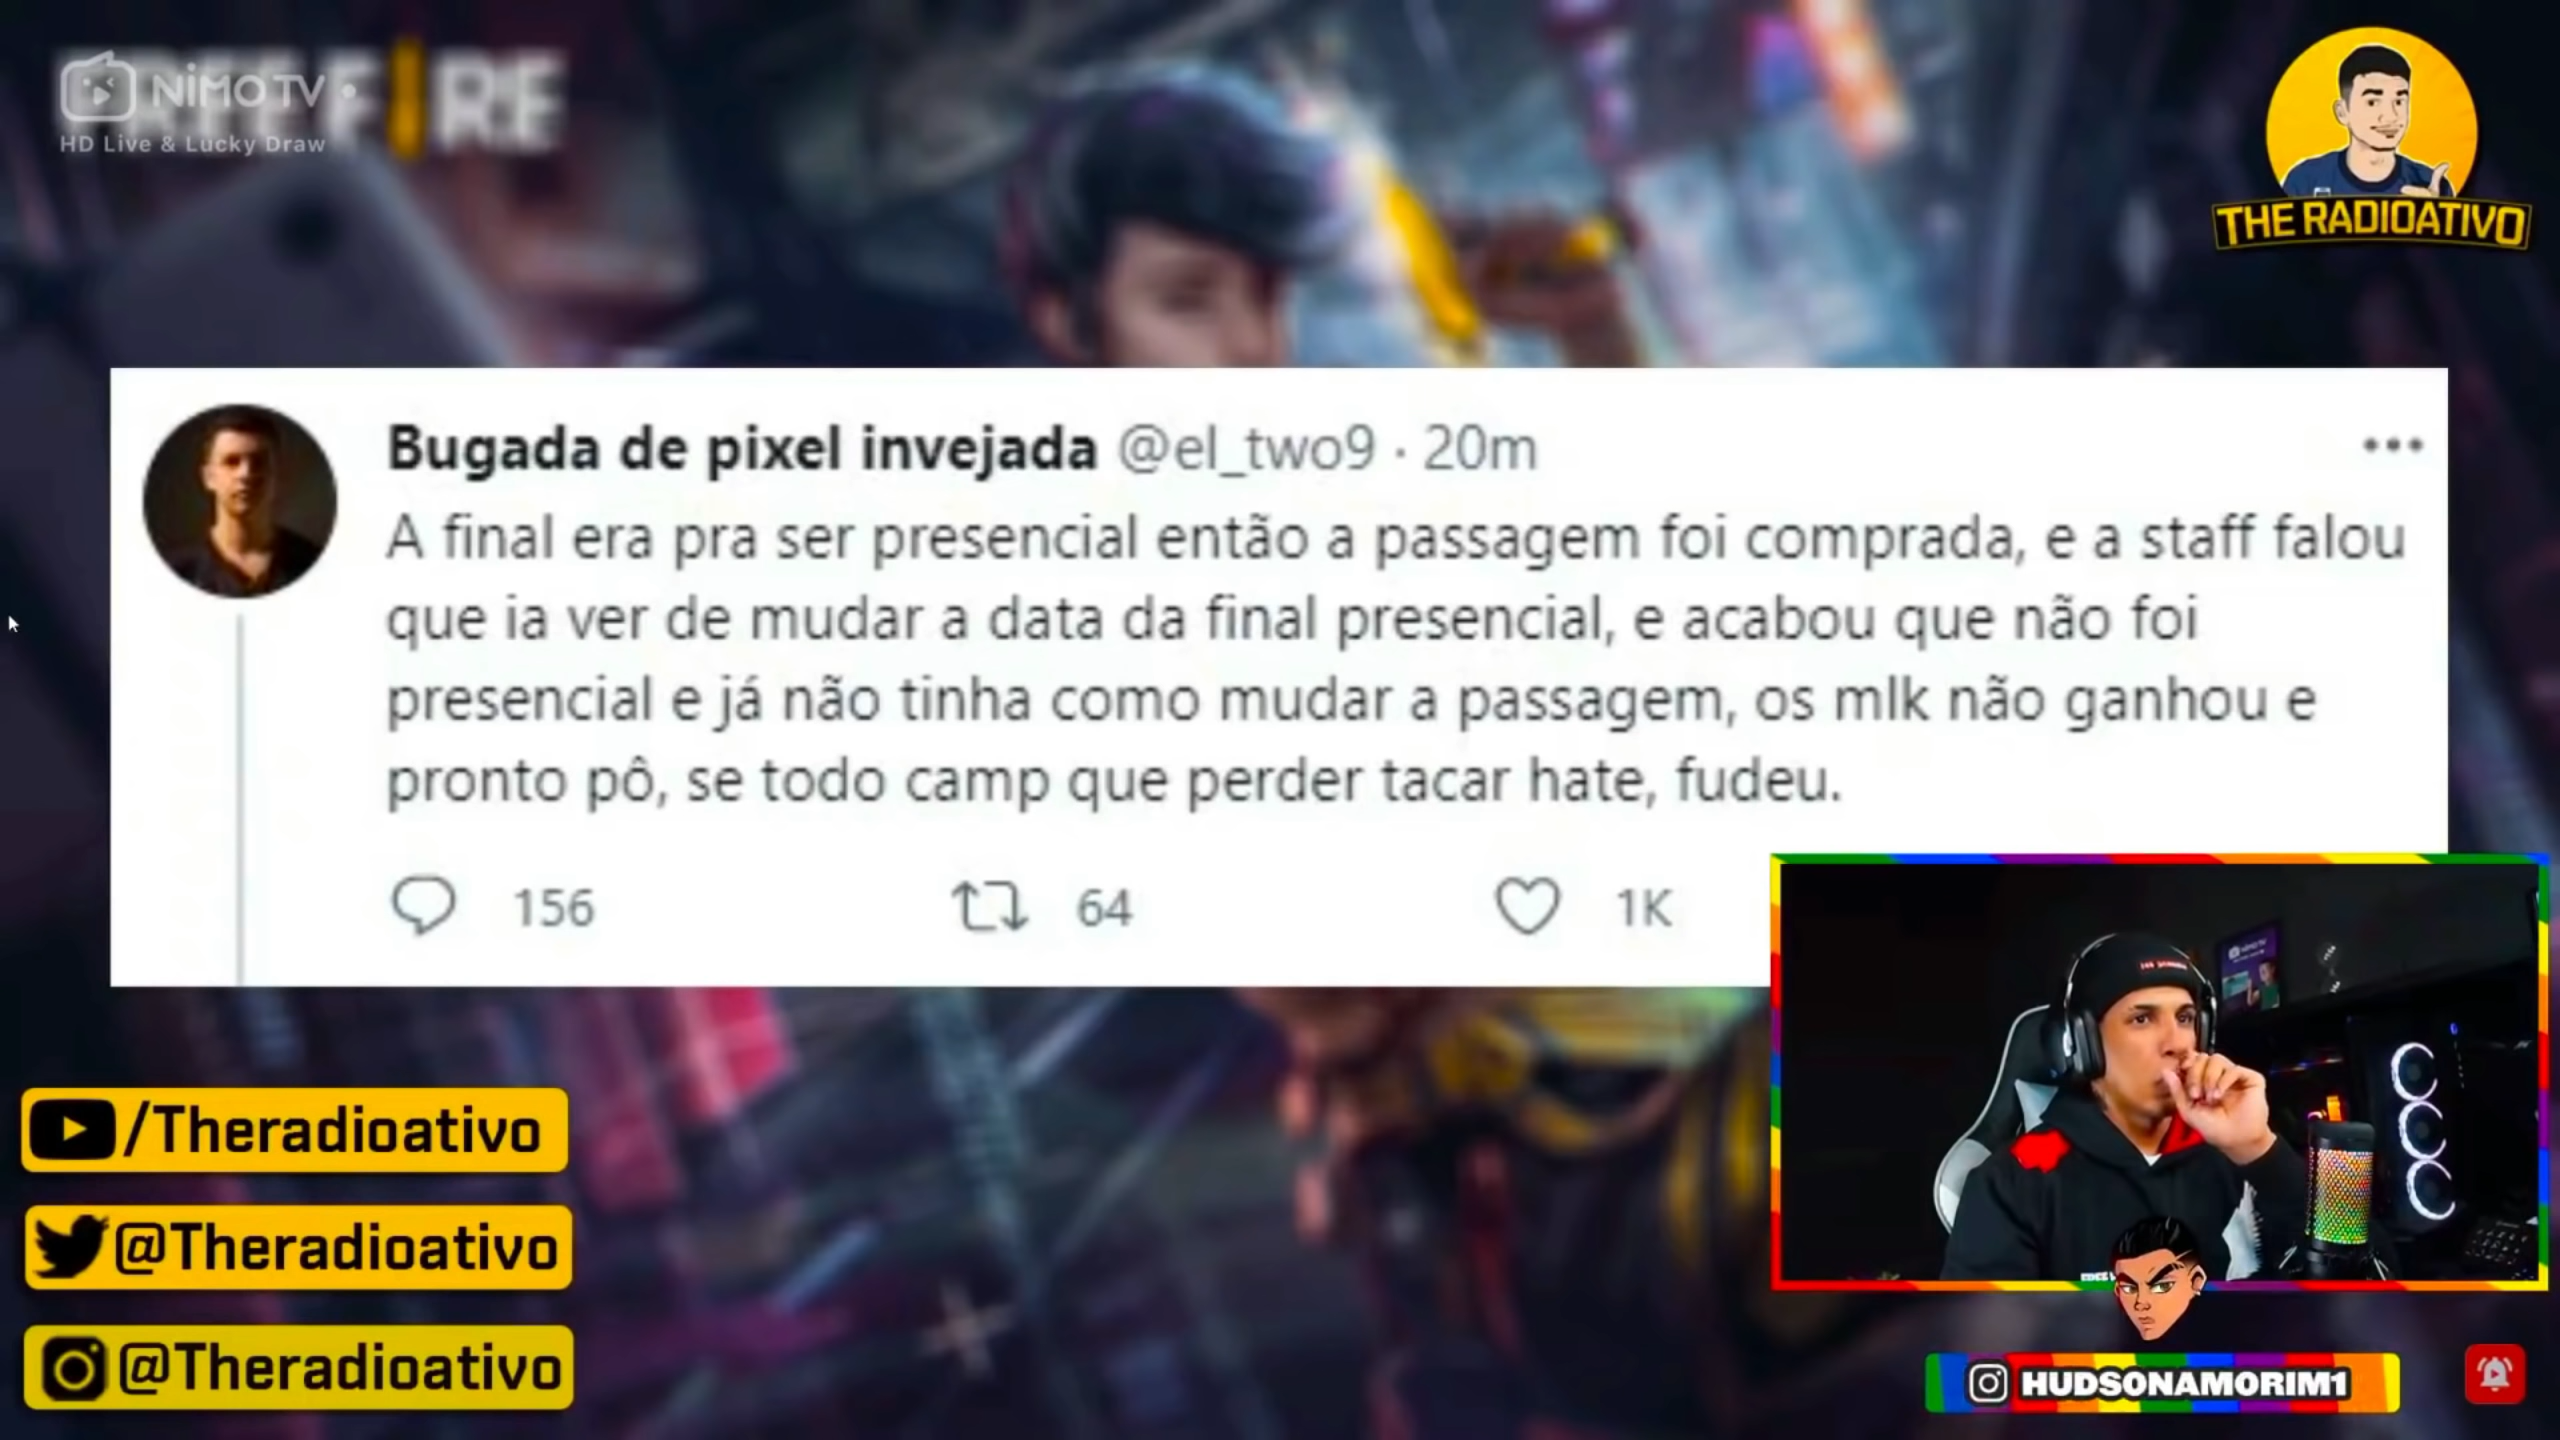 FREE FIRE
NiMO TV
HD Live & Lucky Draw
THE RADIOATIVO
Bugada de pixel invejada @el_two9 · 20m
A final era pra ser presencial então a passagem foi comprada, e a staff falou
que ia ver de mudar a data da final presencial, e acabou que não foi
presencial e já não tinha como mudar a passagem, os mlk não ganhou e
pronto pô, se todo camp que perder tacar hate, fudeu.
156 64 1K
/Theradioativo
@Theradioativo
@Theradioativo
HUDSONAMORIM1